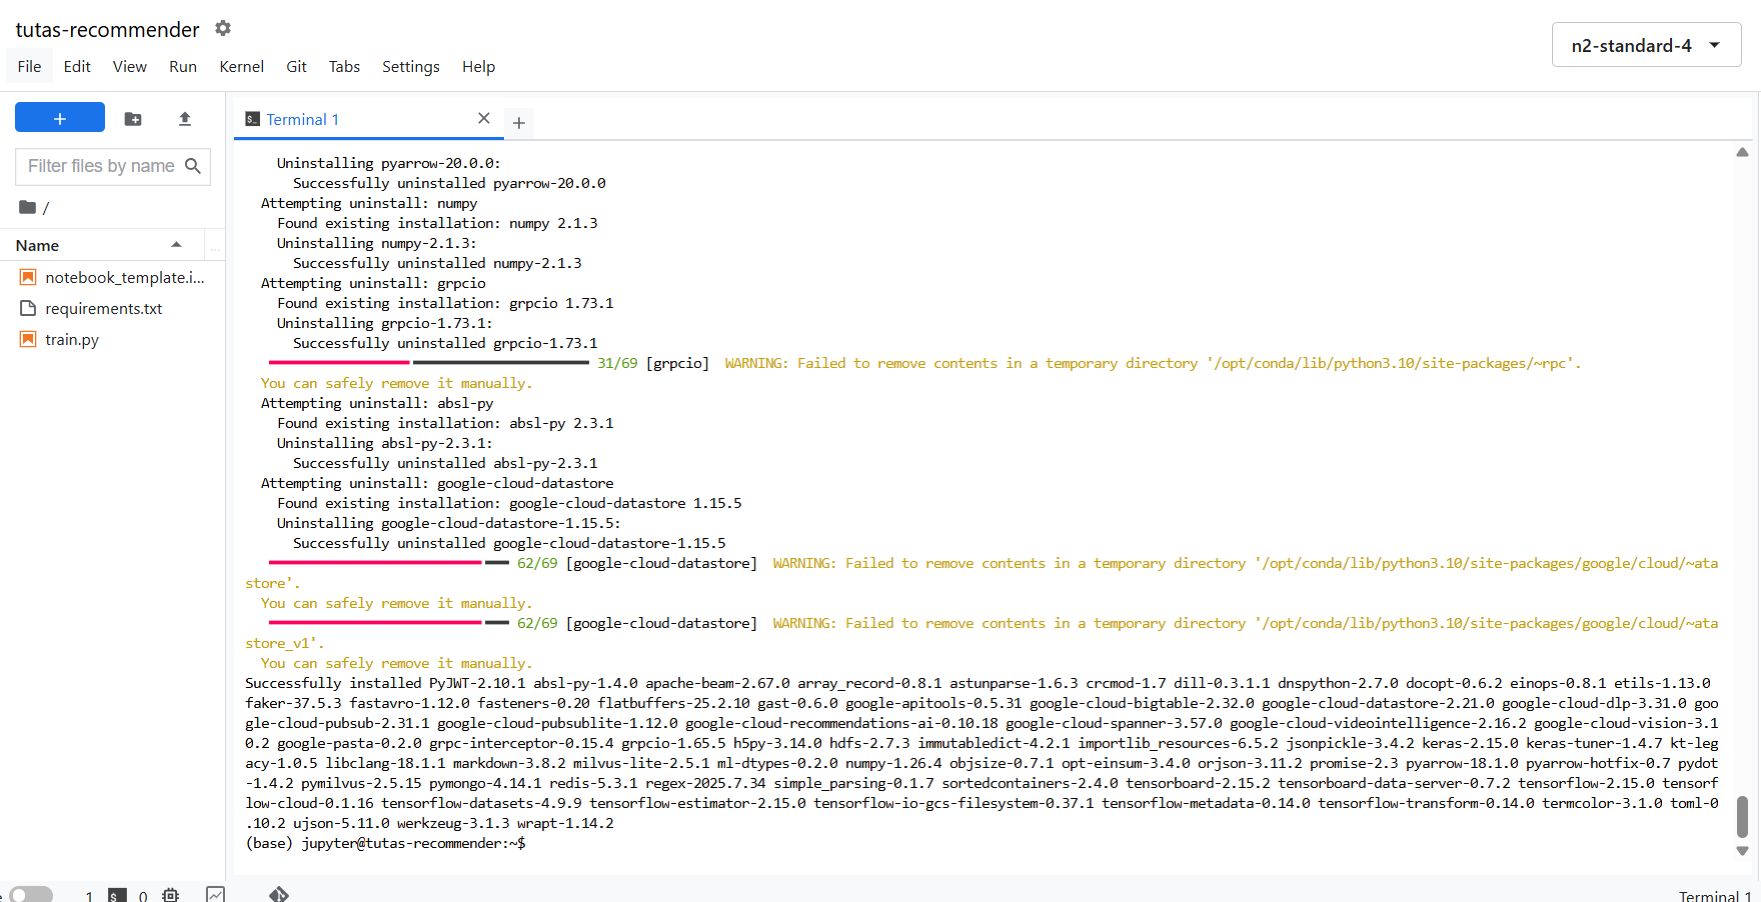 tutas-recommender
n2-standard-4
File Edit View Run Kernel Git Tabs Settings Help
+
Terminal 1
+
Filter files by name
/
Name
...
notebook_template.i...
requirements.txt
train.py
Uninstalling pyarrow-20.0.0:
Successfully uninstalled pyarrow-20.0.0
Attempting uninstall: numpy
Found existing installation: numpy 2.1.3
Uninstalling numpy-2.1.3:
Successfully uninstalled numpy-2.1.3
Attempting uninstall: grpcio
Found existing installation: grpcio 1.73.1
Uninstalling grpcio-1.73.1:
Successfully uninstalled grpcio-1.73.1
31/69 [grpcio] WARNING: Failed to remove contents in a temporary directory '/opt/conda/lib/python3.10/site-packages/~rpc'.
You can safely remove it manually.
Attempting uninstall: absl-py
Found existing installation: absl-py 2.3.1
Uninstalling absl-py-2.3.1:
Successfully uninstalled absl-py-2.3.1
Attempting uninstall: google-cloud-datastore
Found existing installation: google-cloud-datastore 1.15.5
Uninstalling google-cloud-datastore-1.15.5:
Successfully uninstalled google-cloud-datastore-1.15.5
62/69 [google-cloud-datastore] WARNING: Failed to remove contents in a temporary directory '/opt/conda/lib/python3.10/site-packages/google/cloud/~ata
store'.
You can safely remove it manually.
62/69 [google-cloud-datastore] WARNING: Failed to remove contents in a temporary directory '/opt/conda/lib/python3.10/site-packages/google/cloud/~ata
store_v1'.
You can safely remove it manually.
Successfully installed PyJWT-2.10.1 absl-py-1.4.0 apache-beam-2.67.0 array_record-0.8.1 astunparse-1.6.3 crcmod-1.7 dill-0.3.1.1 dnspython-2.7.0 docopt-0.6.2 einops-0.8.1 etils-1.13.0
faker-37.5.3 fastavro-1.12.0 fasteners-0.20 flatbuffers-25.2.10 gast-0.6.0 google-apitools-0.5.31 google-cloud-bigtable-2.32.0 google-cloud-datastore-2.21.0 google-cloud-dlp-3.31.0 goo
gle-cloud-pubsub-2.31.1 google-cloud-pubsublite-1.12.0 google-cloud-recommendations-ai-0.10.18 google-cloud-spanner-3.57.0 google-cloud-videointelligence-2.16.2 google-cloud-vision-3.1
0.2 google-pasta-0.2.0 grpc-interceptor-0.15.4 grpcio-1.65.5 h5py-3.14.0 hdfs-2.7.3 immutabledict-4.2.1 importlib_resources-6.5.2 jsonpickle-3.4.2 keras-2.15.0 keras-tuner-1.4.7 kt-leg
acy-1.0.5 libclang-18.1.1 markdown-3.8.2 milvus-lite-2.5.1 ml-dtypes-0.2.0 numpy-1.26.4 objsize-0.7.1 opt-einsum-3.4.0 orjson-3.11.2 promise-2.3 pyarrow-18.1.0 pyarrow-hotfix-0.7 pydot
-1.4.2 pymilvus-2.5.15 pymongo-4.14.1 redis-5.3.1 regex-2025.7.34 simple_parsing-0.1.7 sortedcontainers-2.4.0 tensorboard-2.15.2 tensorboard-data-server-0.7.2 tensorflow-2.15.0 tensorf
low-cloud-0.1.16 tensorflow-datasets-4.9.9 tensorflow-estimator-2.15.0 tensorflow-io-gcs-filesystem-0.37.1 tensorflow-metadata-0.14.0 tensorflow-transform-0.14.0 termcolor-3.1.0 toml-0
.10.2 ujson-5.11.0 werkzeug-3.1.3 wrapt-1.14.2
(base) jupyter@tutas-recommender:~$
1 0 Terminal 1